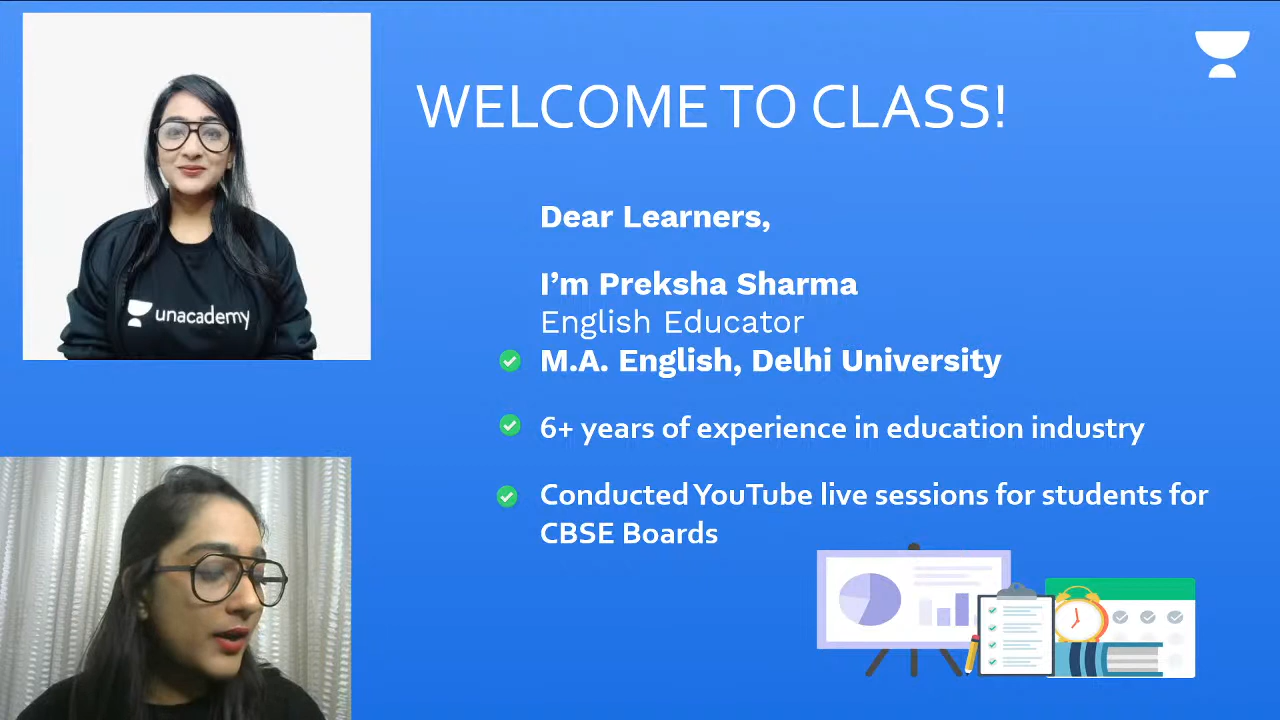 WELCOME TO CLASS!
Dear Learners,
I’m Preksha Sharma
English Educator
M.A. English, Delhi University
6+ years of experience in education industry
Conducted YouTube live sessions for students for
CBSE Boards
unacademy